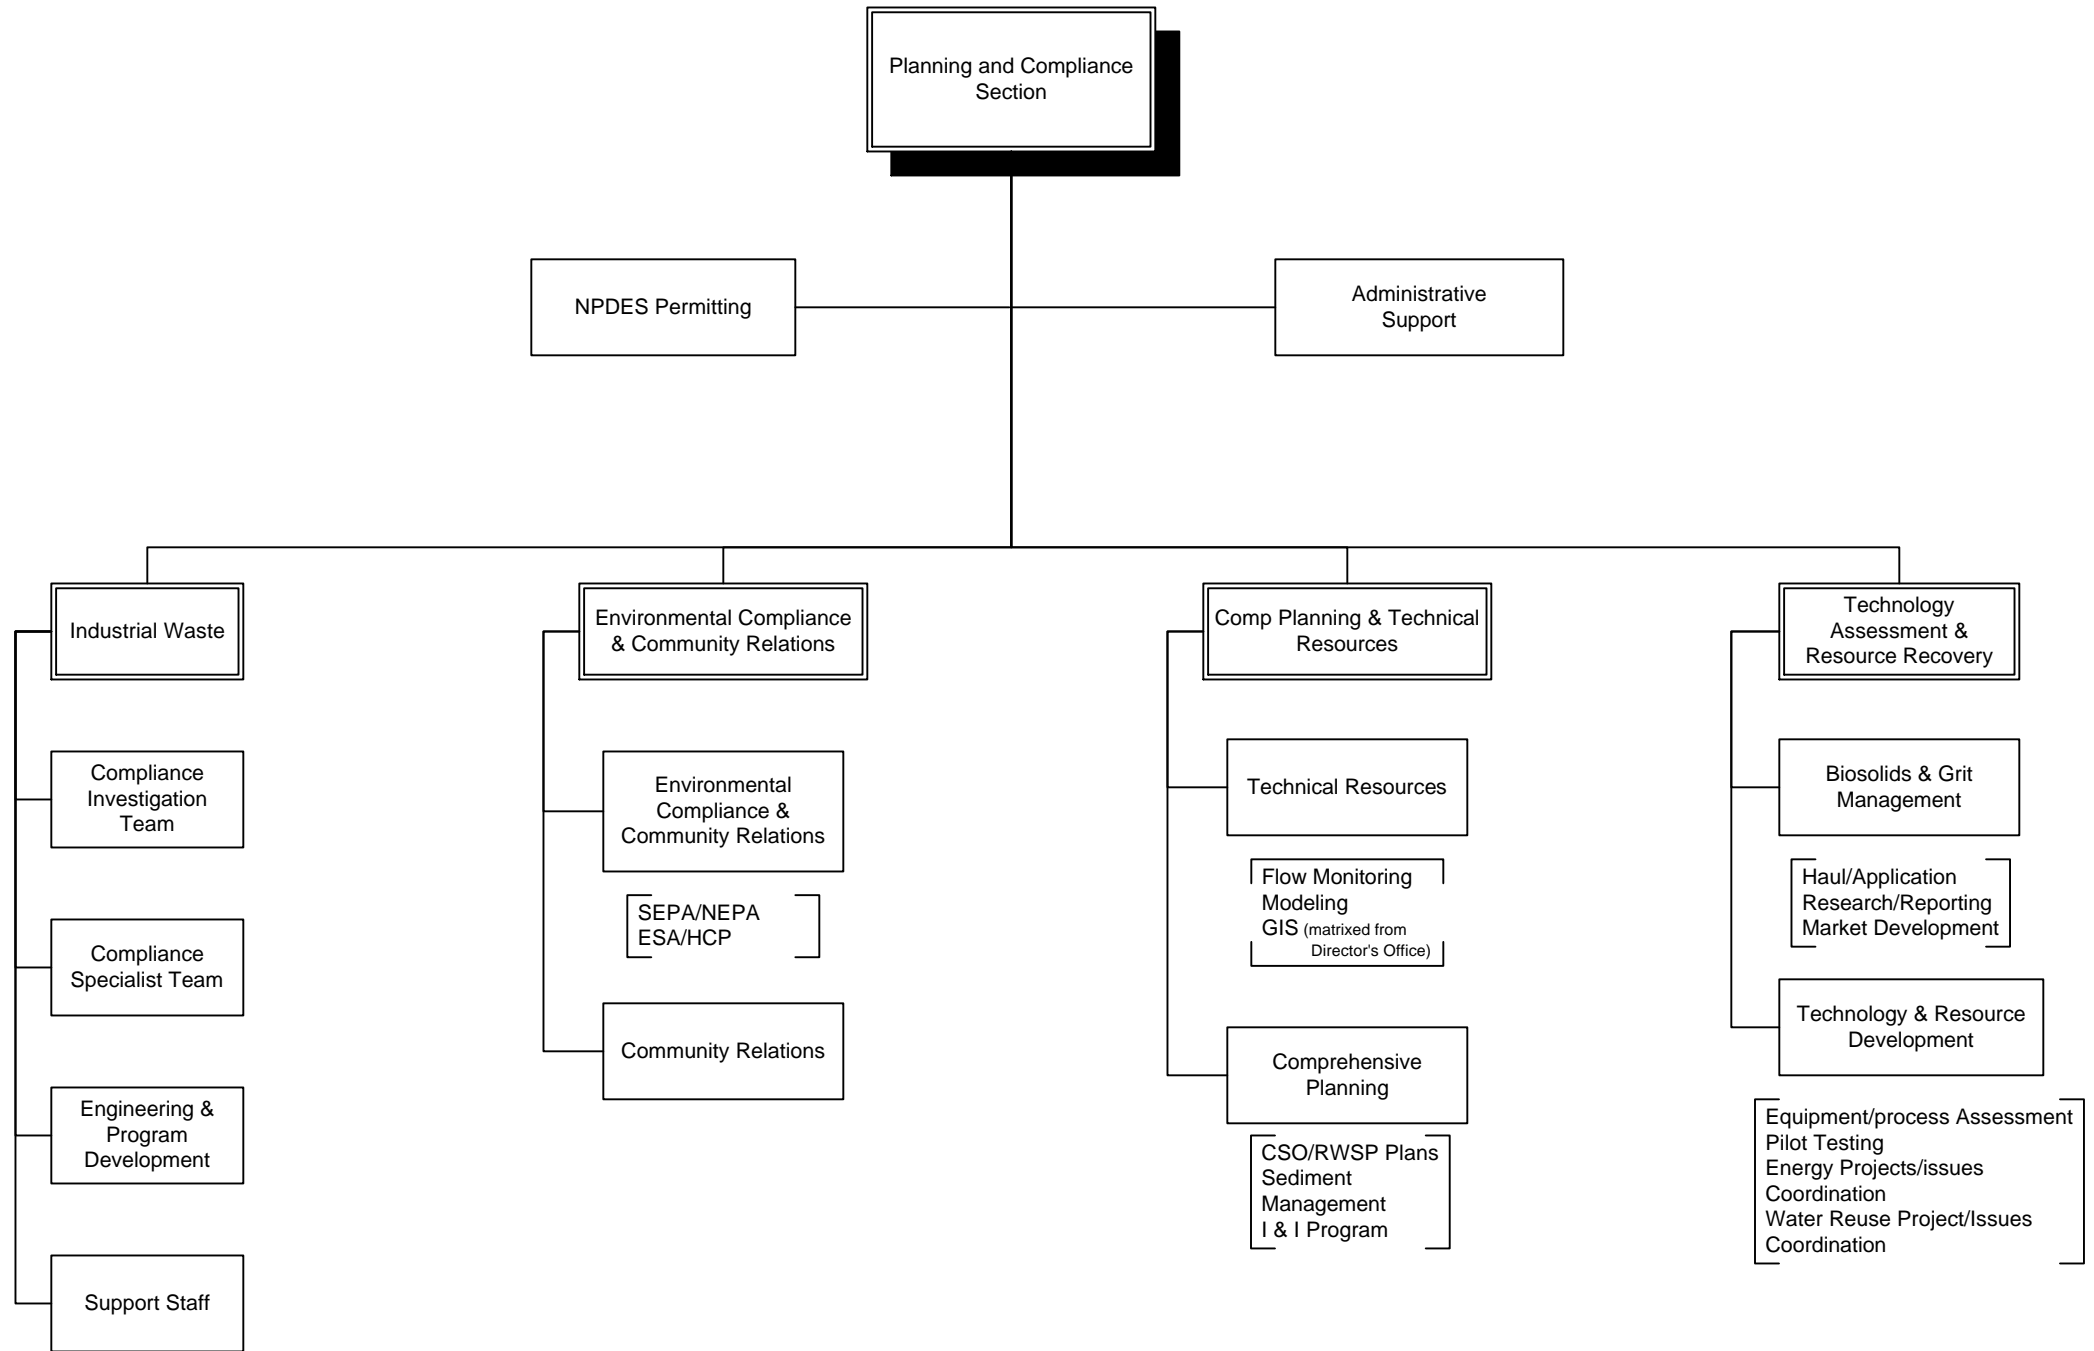 Planning and Compliance
Section
NPDES Permitting
Administrative
Support
Industrial Waste
Compliance
Investigation
Team
Compliance
Specialist Team
Engineering &
Program
Development
Support Staff
Environmental Compliance
& Community Relations
Environmental
Compliance &
Community Relations
SEPA/NEPA
ESA/HCP
Community Relations
Comp Planning & Technical
Resources
Technical Resources
Flow Monitoring
Modeling
GIS (matrixed from
Director's Office)
Comprehensive
Planning
CSO/RWSP Plans
Sediment
Management
I & I Program
Technology
Assessment &
Resource Recovery
Biosolids & Grit
Management
Haul/Application
Research/Reporting
Market Development
Technology & Resource
Development
Equipment/process Assessment
Pilot Testing
Energy Projects/issues
Coordination
Water Reuse Project/Issues
Coordination